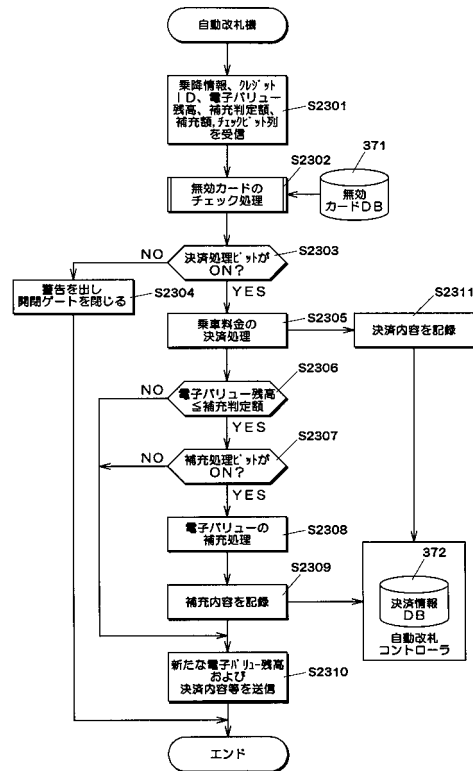 自動改札機
乗降情報、クレジット
ID、電子バリュー
残高、補充判定額、
補充額,チェックビット列
を受信
S2301
S2302
371
無効カードの
チェック処理
無効
カードDB
決済処理ビットが
ON?
S2303
NO
YES
警告を出し
開閉ゲートを閉じる
S2304
乗車料金の
決済処理
S2305
S2311
決済内容を記録
電子バリュー残高
≦補充判定額
S2306
NO
YES
S2307
補充処理ビットが
ON?
NO
YES
電子バリューの
補充処理
S2308
S2309
補充内容を記録
372
決済情報
DB
自動改札
コントローラ
新たな電子バリュー残高
および
決済内容等を送信
S2310
エンド